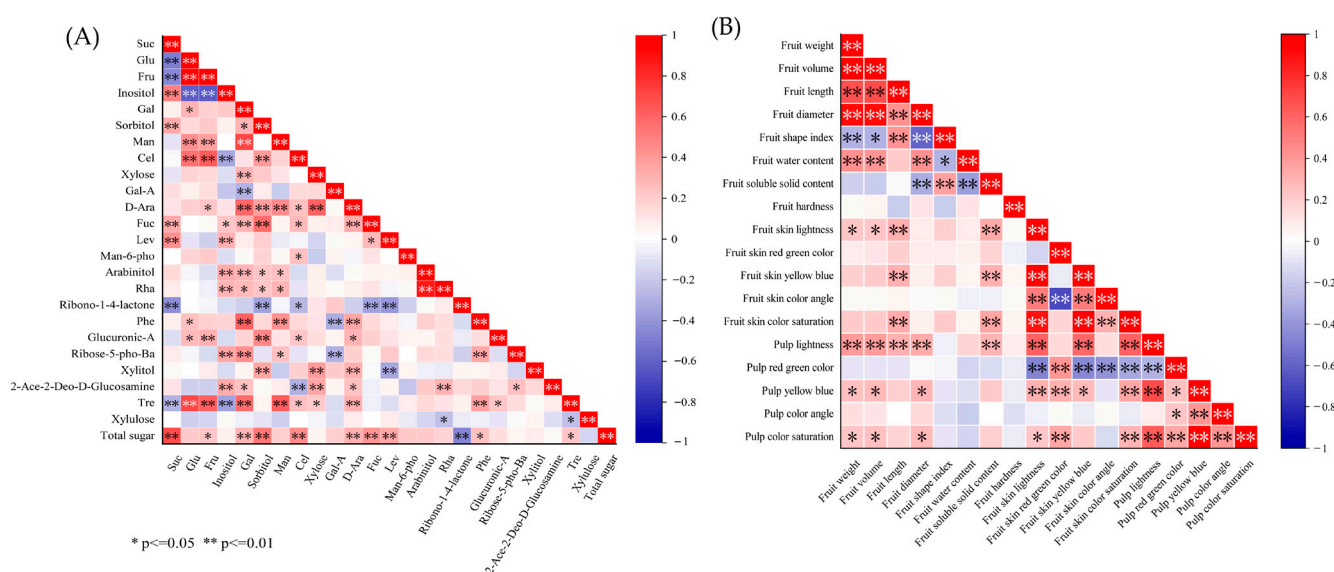 (A)
Suc
Glu
Fru
Inositol
Gal
Sorbitol
Man
Cel
Xylose
Gal-A
D-Ara
Fuc
Lev
Man-6-pho
Arabinitol
Rha
Ribono-1-4-lactone
Phe
Glucuronic-A
Ribose-5-pho-Ba
Xylitol
2-Ace-2-Deo-D-Glucosamine
Tre
Xylulose
Total sugar
Suc
Glu
Fru
Inositol
Gal
Sorbitol
Man
Cel
Xylose
Gal-A
D-Ara
Fuc
Lev
Man-6-pho
Arabinitol
Rha
Ribono-1-4-lactone
Phe
Glucuronic-A
Ribose-5-pho-Ba
Xylitol
2-Ace-2-Deo-D-Glucosamine
Tre
Xylulose
Total sugar
1
0.8
0.6
0.4
0.2
0
−0.2
−0.4
−0.6
−0.8
−1
* p<=0.05 ** p<=0.01
(B)
Fruit weight
Fruit volume
Fruit length
Fruit diameter
Fruit shape index
Fruit water content
Fruit soluble solid content
Fruit hardness
Fruit skin lightness
Fruit skin red green color
Fruit skin yellow blue
Fruit skin color angle
Fruit skin color saturation
Pulp lightness
Pulp red green color
Pulp yellow blue
Pulp color angle
Pulp color saturation
Fruit weight
Fruit volume
Fruit length
Fruit diameter
Fruit shape index
Fruit water content
Fruit soluble solid content
Fruit hardness
Fruit skin lightness
Fruit skin red green color
Fruit skin yellow blue
Fruit skin color angle
Fruit skin color saturation
Pulp lightness
Pulp red green color
Pulp yellow blue
Pulp color angle
Pulp color saturation
1
0.8
0.6
0.4
0.2
0
−0.2
−0.4
−0.6
−0.8
−1